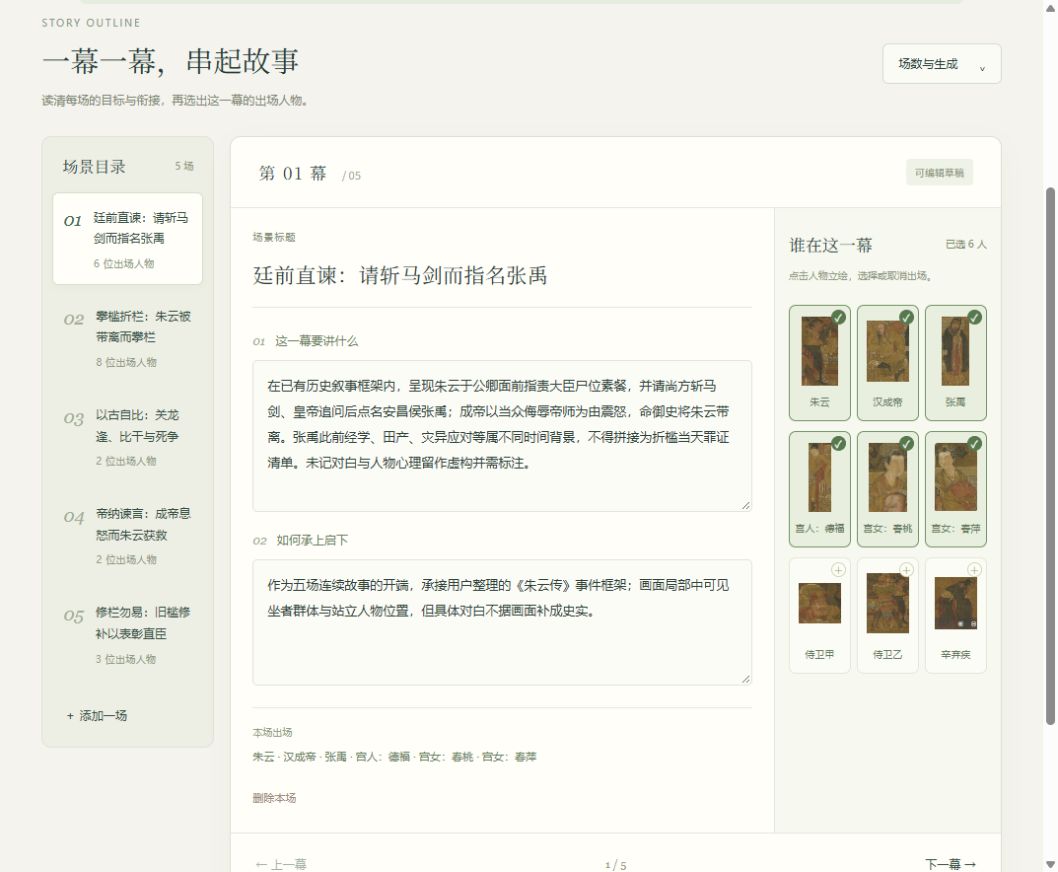 STORY OUTLINE
一幕一幕，串起故事
读清每场的目标与衔接，再选出这一幕的出场人物。
场数与生成
场景目录
5 场
01
廷前直谏：请斩马
剑而指名张禹
6 位出场人物
02
攀槛折栏：朱云被
带离而攀栏
8 位出场人物
03
以古自比：关龙
逄、比干与死争
2 位出场人物
04
帝纳谏言：成帝息
怒而朱云获救
2 位出场人物
05
修栏勿易：旧槛修
补以表彰直臣
3 位出场人物
+ 添加一场
第 01 幕 / 05
可编辑草稿
场景标题
廷前直谏：请斩马剑而指名张禹
01 这一幕要讲什么
在已有历史叙事框架内，呈现朱云于公卿面前指责大臣尸位素餐，并请尚方斩马
剑、皇帝追问后点名安昌侯张禹；成帝以当众侮辱帝师为由震怒，命御史将朱云带
离。张禹此前经学、田产、灾异应对等属不同时间背景，不得拼接为折槛当天罪证
清单。未记对白与人物心理留作虚构并需标注。
02 如何承上启下
作为五场连续故事的开端，承接用户整理的《朱云传》事件框架；画面局部中可见
坐者群体与站立人物位置，但具体对白不据画面补成史实。
本场出场
朱云 · 汉成帝 · 张禹 · 宫人：德福 · 宫女：春桃 · 宫女：春萍
删除本场
谁在这一幕
已选 6 人
点击人物立绘，选择或取消出场。
朱云
汉成帝
张禹
宫人：德福
宫女：春桃
宫女：春萍
侍卫甲
侍卫乙
辛弃疾
← 上一幕
1 / 5
下一幕 →